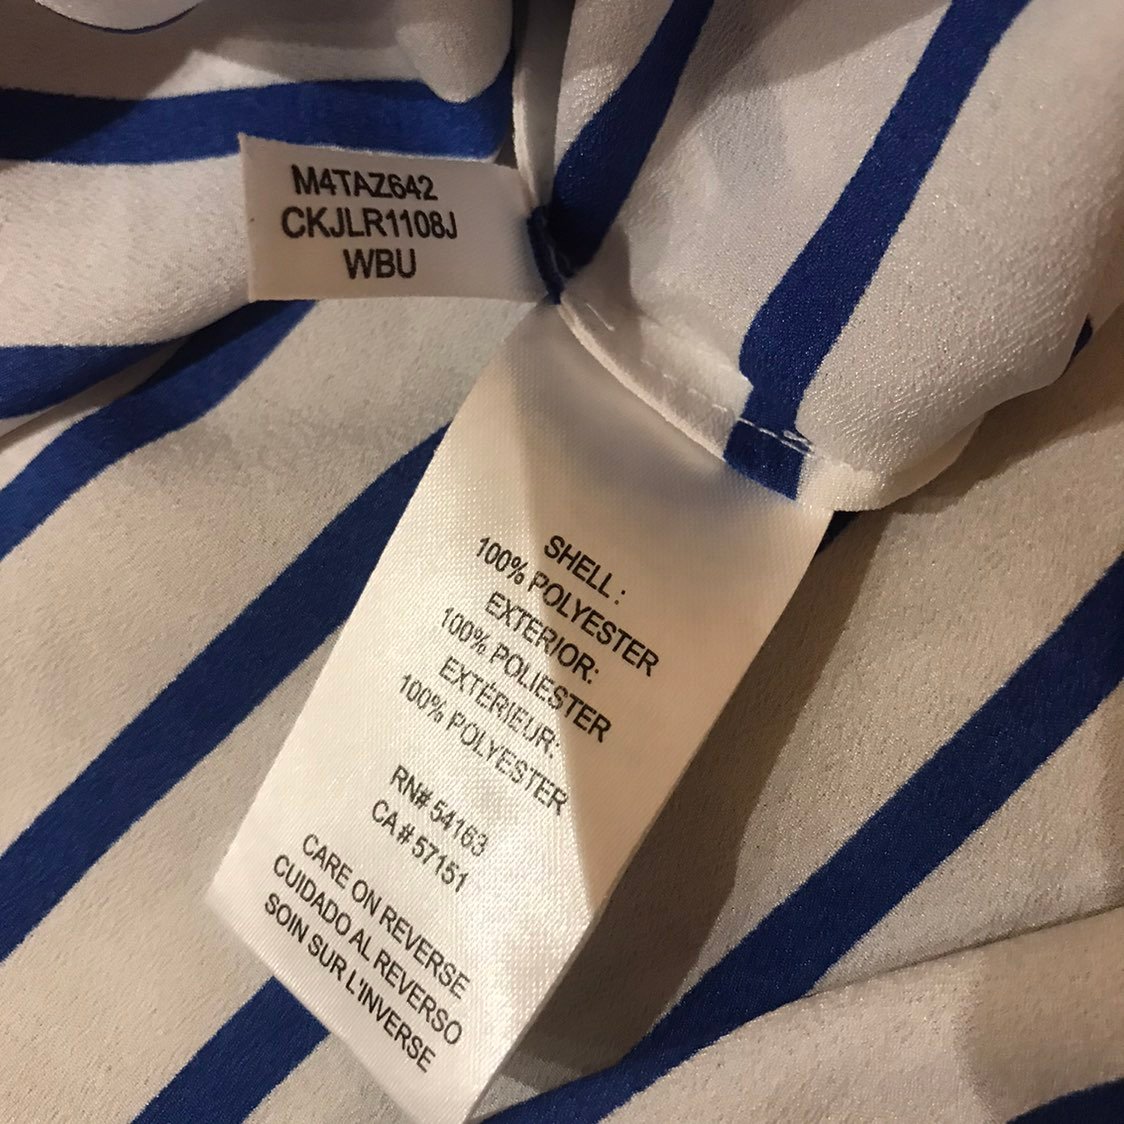 M4TAZ642
CKJLR1108J
WBU
SHELL :
100% POLYESTER
EXTERIOR:
100% POLIESTER
EXTERIEUR:
100% POLYESTER
RN# 54163
CA # 57151
CARE ON REVERSE
CUIDADO AL REVERSO
SOIN SUR L'INVERSE